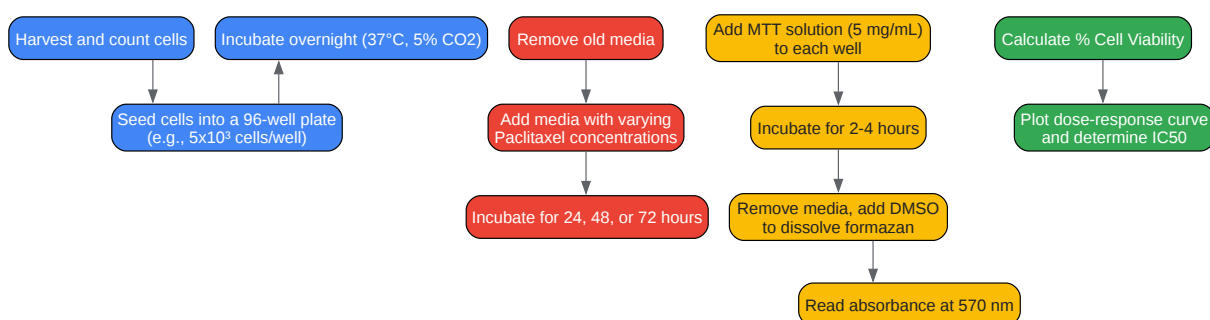 Harvest and count cells
Seed cells into a 96-well plate
(e.g., 5x10³ cells/well)
Incubate overnight (37°C, 5% CO2)
Remove old media
Add media with varying
Paclitaxel concentrations
Incubate for 24, 48, or 72 hours
Add MTT solution (5 mg/mL)
to each well
Incubate for 2-4 hours
Remove media, add DMSO
to dissolve formazan
Read absorbance at 570 nm
Calculate % Cell Viability
Plot dose-response curve
and determine IC50